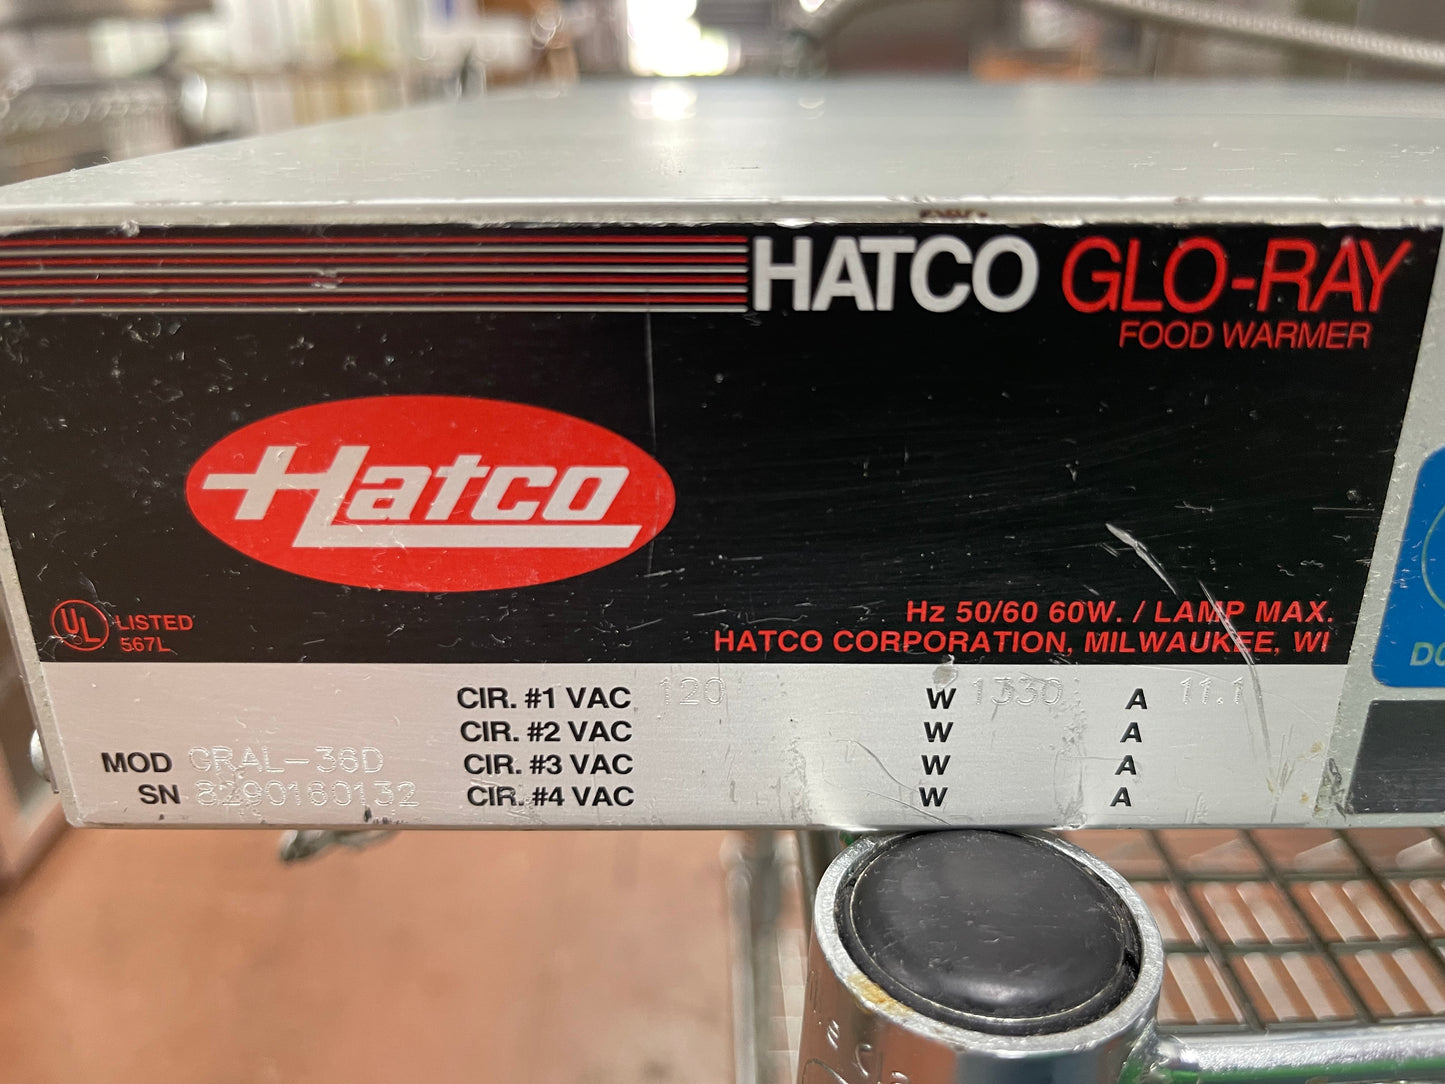 HATCO GLO-RAY
FOOD WARMER
Hatco
UL LISTED
567L
Hz 50/60 60W. / LAMP MAX.
HATCO CORPORATION, MILWAUKEE, WI
CIR. #1 VAC 120 W 1330 A 11.1
CIR. #2 VAC W A
MOD GRAL-36D CIR. #3 VAC W A
SN 8290160132 CIR. #4 VAC W A